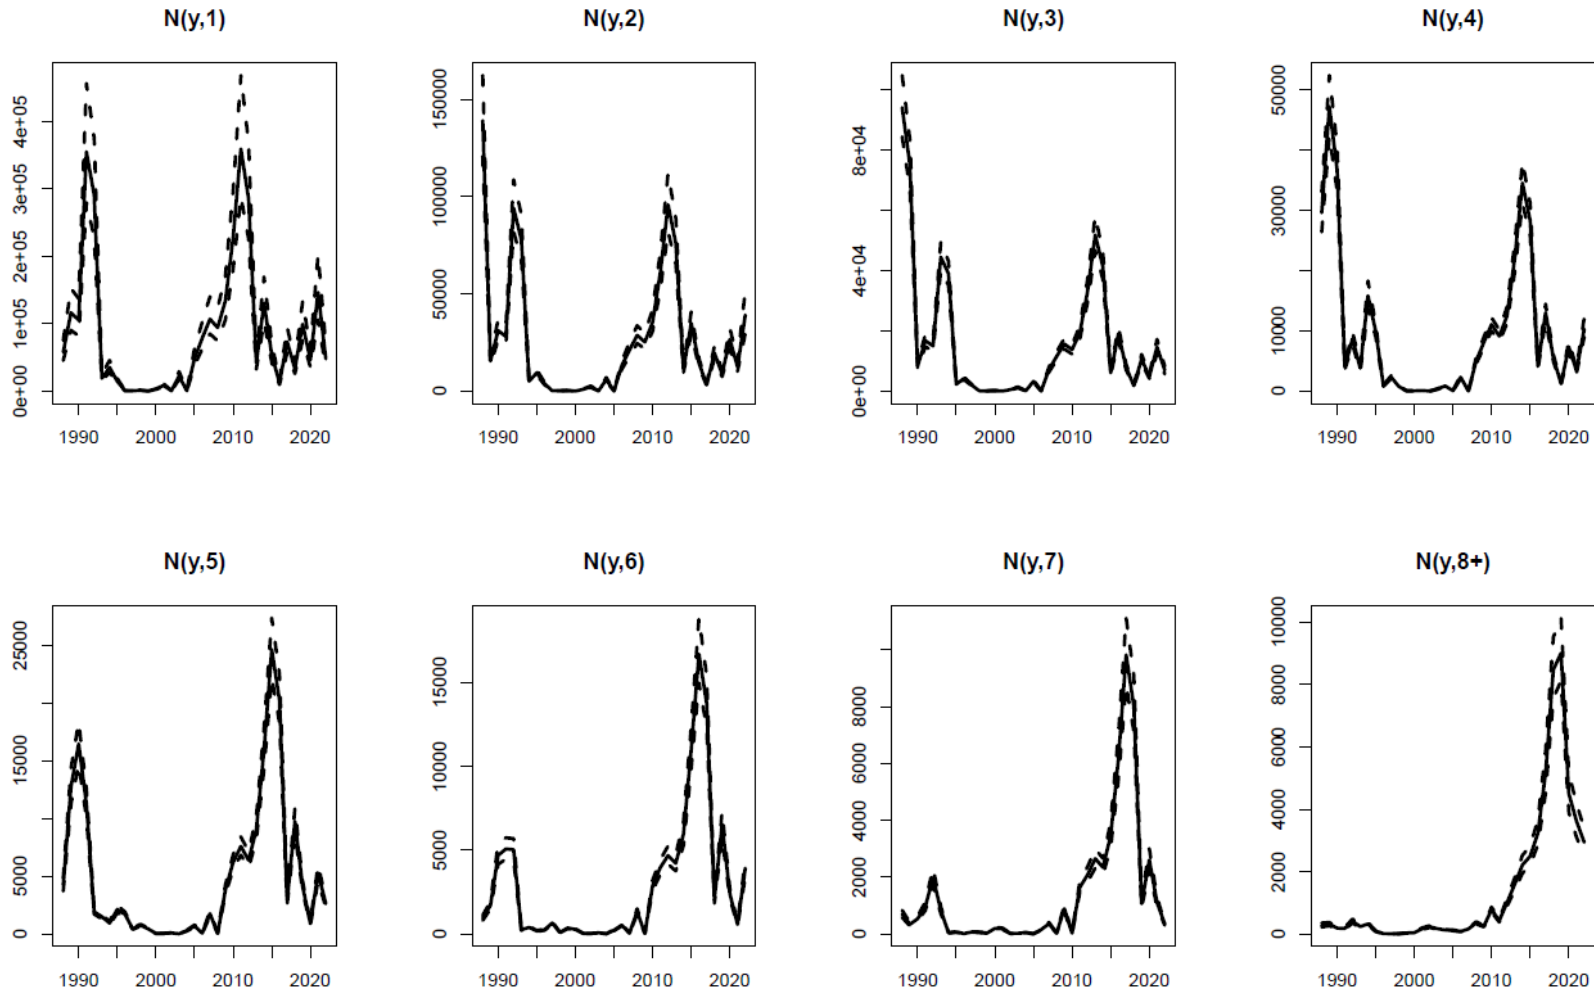 N(y,1)
N(y,2)
N(y,3)
N(y,4)
0e+00 1e+05 2e+05 3e+05 4e+05
0 50000 100000 150000
0e+00 4e+04 8e+04
0 10000 30000 50000
1990 2000 2010 2020
1990 2000 2010 2020
1990 2000 2010 2020
1990 2000 2010 2020
N(y,5)
N(y,6)
N(y,7)
N(y,8+)
0 5000 15000 25000
0 5000 10000 15000
0 2000 4000 6000 8000
0 2000 4000 6000 8000 10000
1990 2000 2010 2020
1990 2000 2010 2020
1990 2000 2010 2020
1990 2000 2010 2020